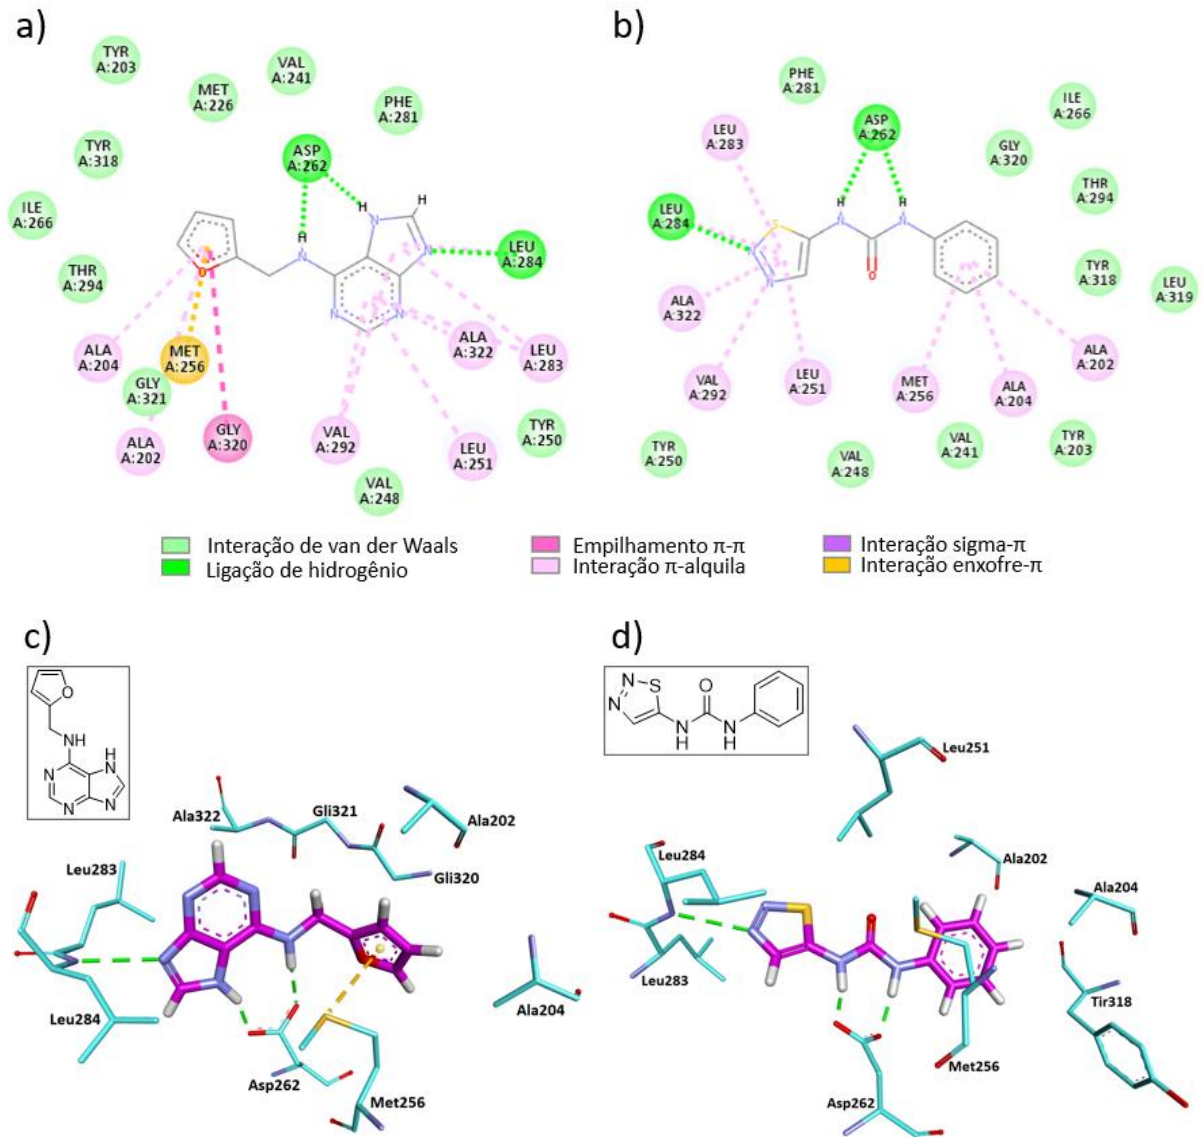 a)
b)
TYR
A:203
MET
A:226
VAL
A:241
PHE
A:281
TYR
A:318
ASP
A:262
ILE
A:266
THR
A:294
LEU
A:284
ALA
A:204
MET
A:256
GLY
A:321
ALA
A:202
GLY
A:320
VAL
A:292
ALA
A:322
LEU
A:283
LEU
A:251
TYR
A:250
VAL
A:248
H
H
H
N
N
N
N
N
O
PHE
A:281
ASP
A:262
ILE
A:266
LEU
A:283
GLY
A:320
THR
A:294
LEU
A:284
TYR
A:318
LEU
A:319
ALA
A:322
VAL
A:292
LEU
A:251
MET
A:256
ALA
A:204
ALA
A:202
TYR
A:250
VAL
A:248
VAL
A:241
TYR
A:203
H
H
S
N
N
N
N
O
Interação de van der Waals
Ligação de hidrogênio
Empilhamento π-π
Interação π-alquila
Interação sigma-π
Interação enxofre-π
c)
O
NH
H
N
N
N
N
Ala322
Gli321
Ala202
Gli320
Leu283
Leu284
Ala204
Asp262
Met256
d)
N
S
N
O
N
H
N
H
Leu251
Leu284
Ala202
Ala204
Leu283
Tir318
Met256
Asp262